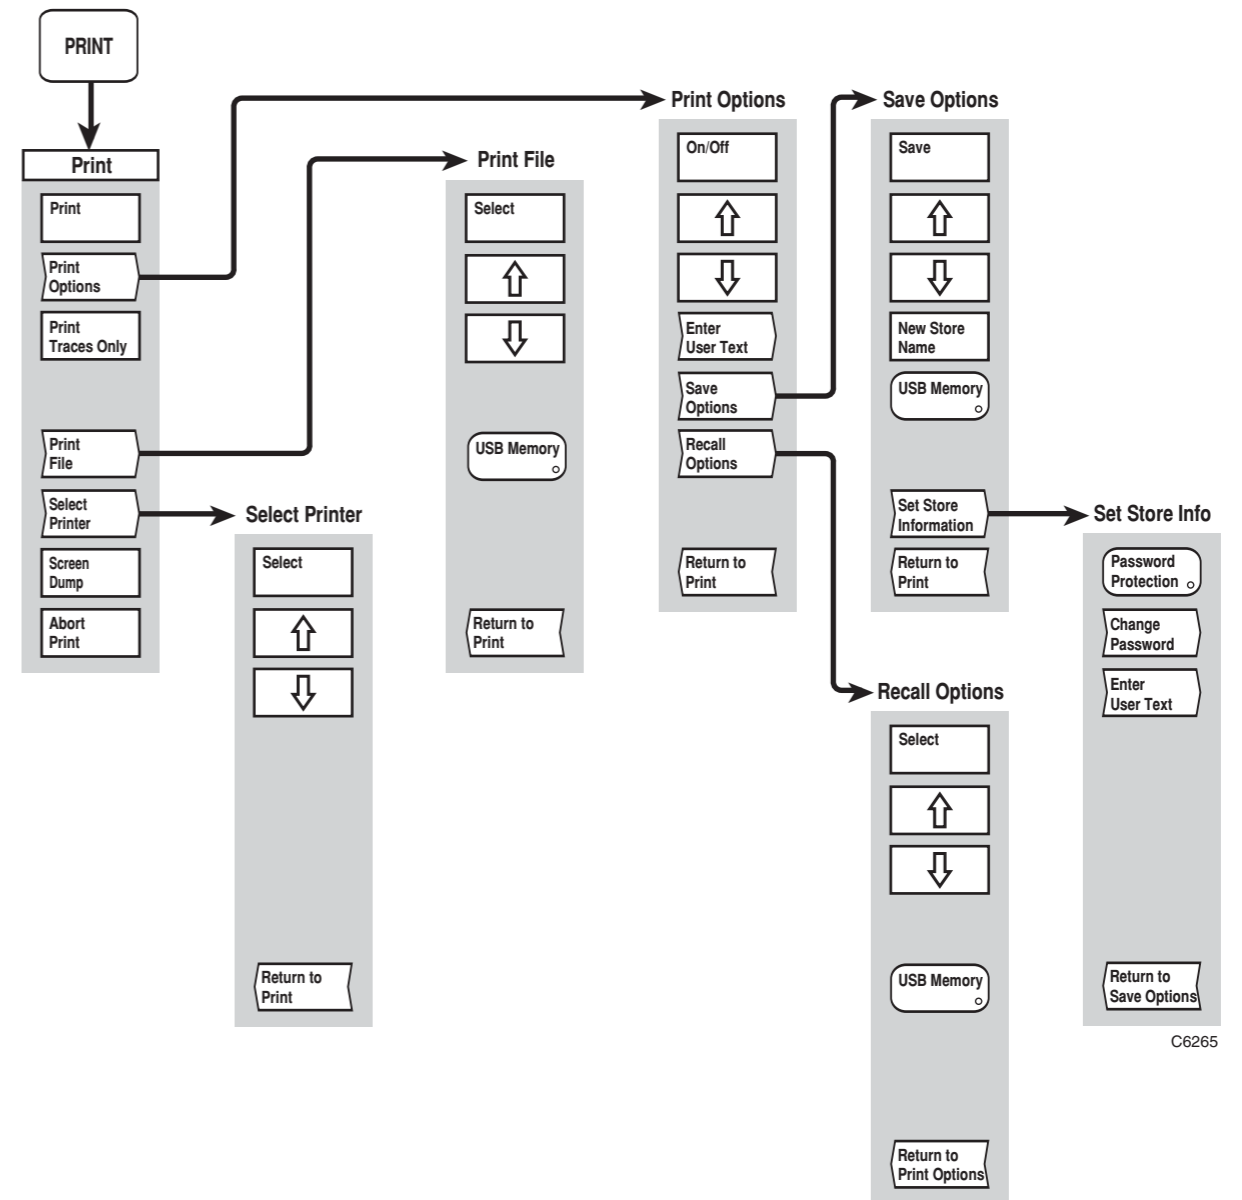 PRINT
Print
Print
Print
Options
Print
Traces Only
Print
File
Select
Printer
Screen
Dump
Abort
Print
Select Printer
Select
Return to
Print
Print File
Select
USB Memory
Return to
Print
Print Options
On/Off
Enter
User Text
Save
Options
Recall
Options
Return to
Print
Save Options
Save
New Store
Name
USB Memory
Set Store
Information
Return to
Print
Recall Options
Select
USB Memory
Return to
Print Options
Set Store Info
Password
Protection
Change
Password
Enter
User Text
Return to
Save Options
C6265